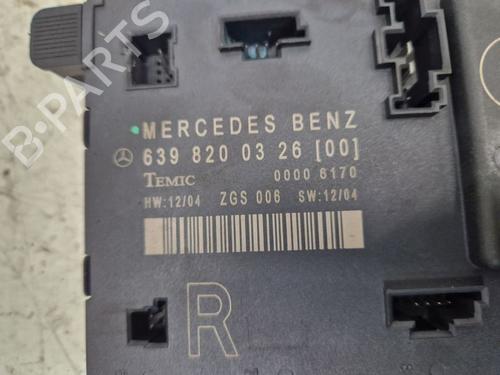 MERCEDES BENZ
639 820 03 26 [00]
TEMIC 0000 6170
HW:12/04 ZGS 006 SW:12/04
R
B-PARTS